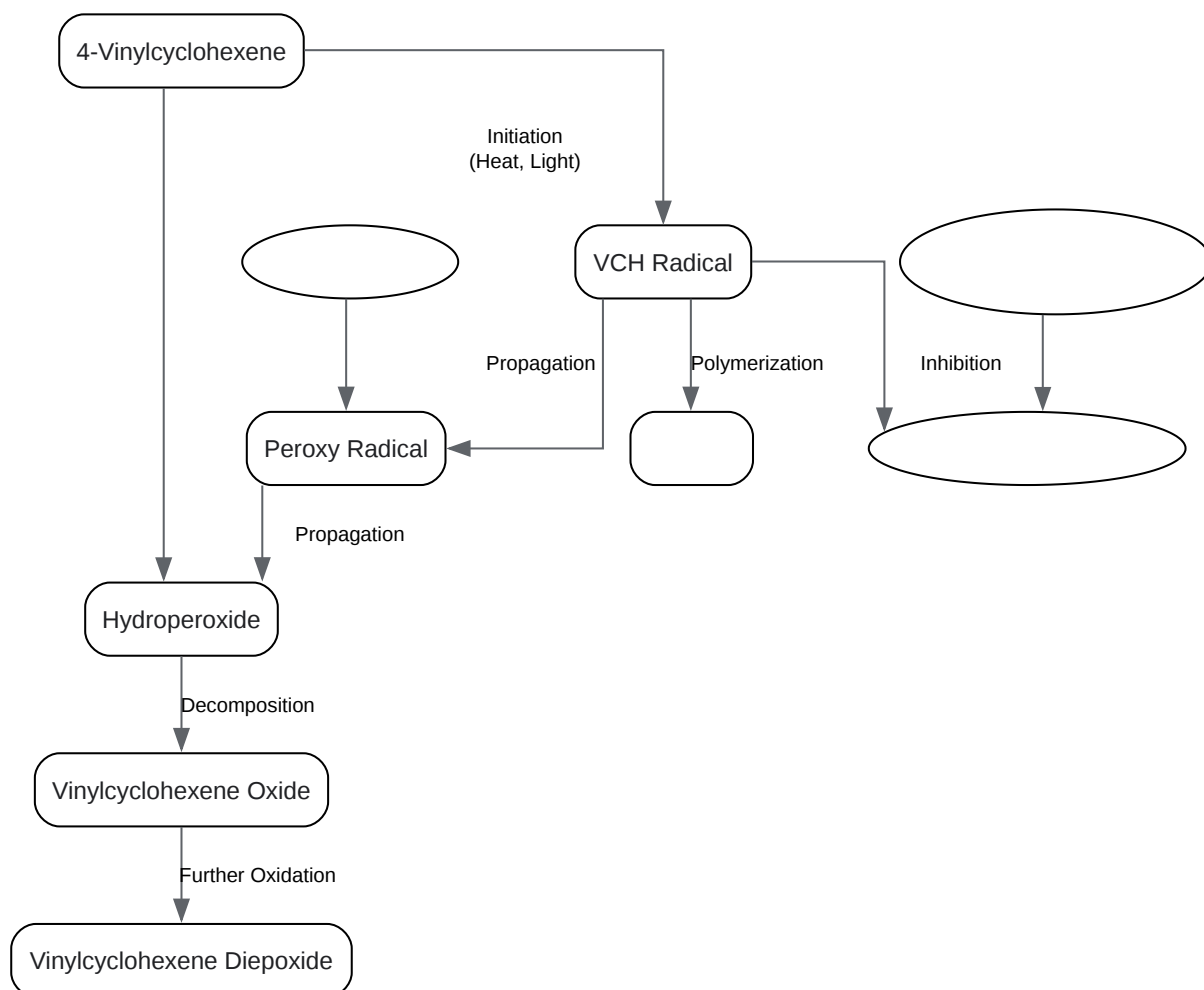 4-Vinylcyclohexene
Initiation
(Heat, Light)
VCH Radical
Propagation
Polymerization
Inhibition
Peroxy Radical
Propagation
Hydroperoxide
Decomposition
Vinylcyclohexene Oxide
Further Oxidation
Vinylcyclohexene Diepoxide